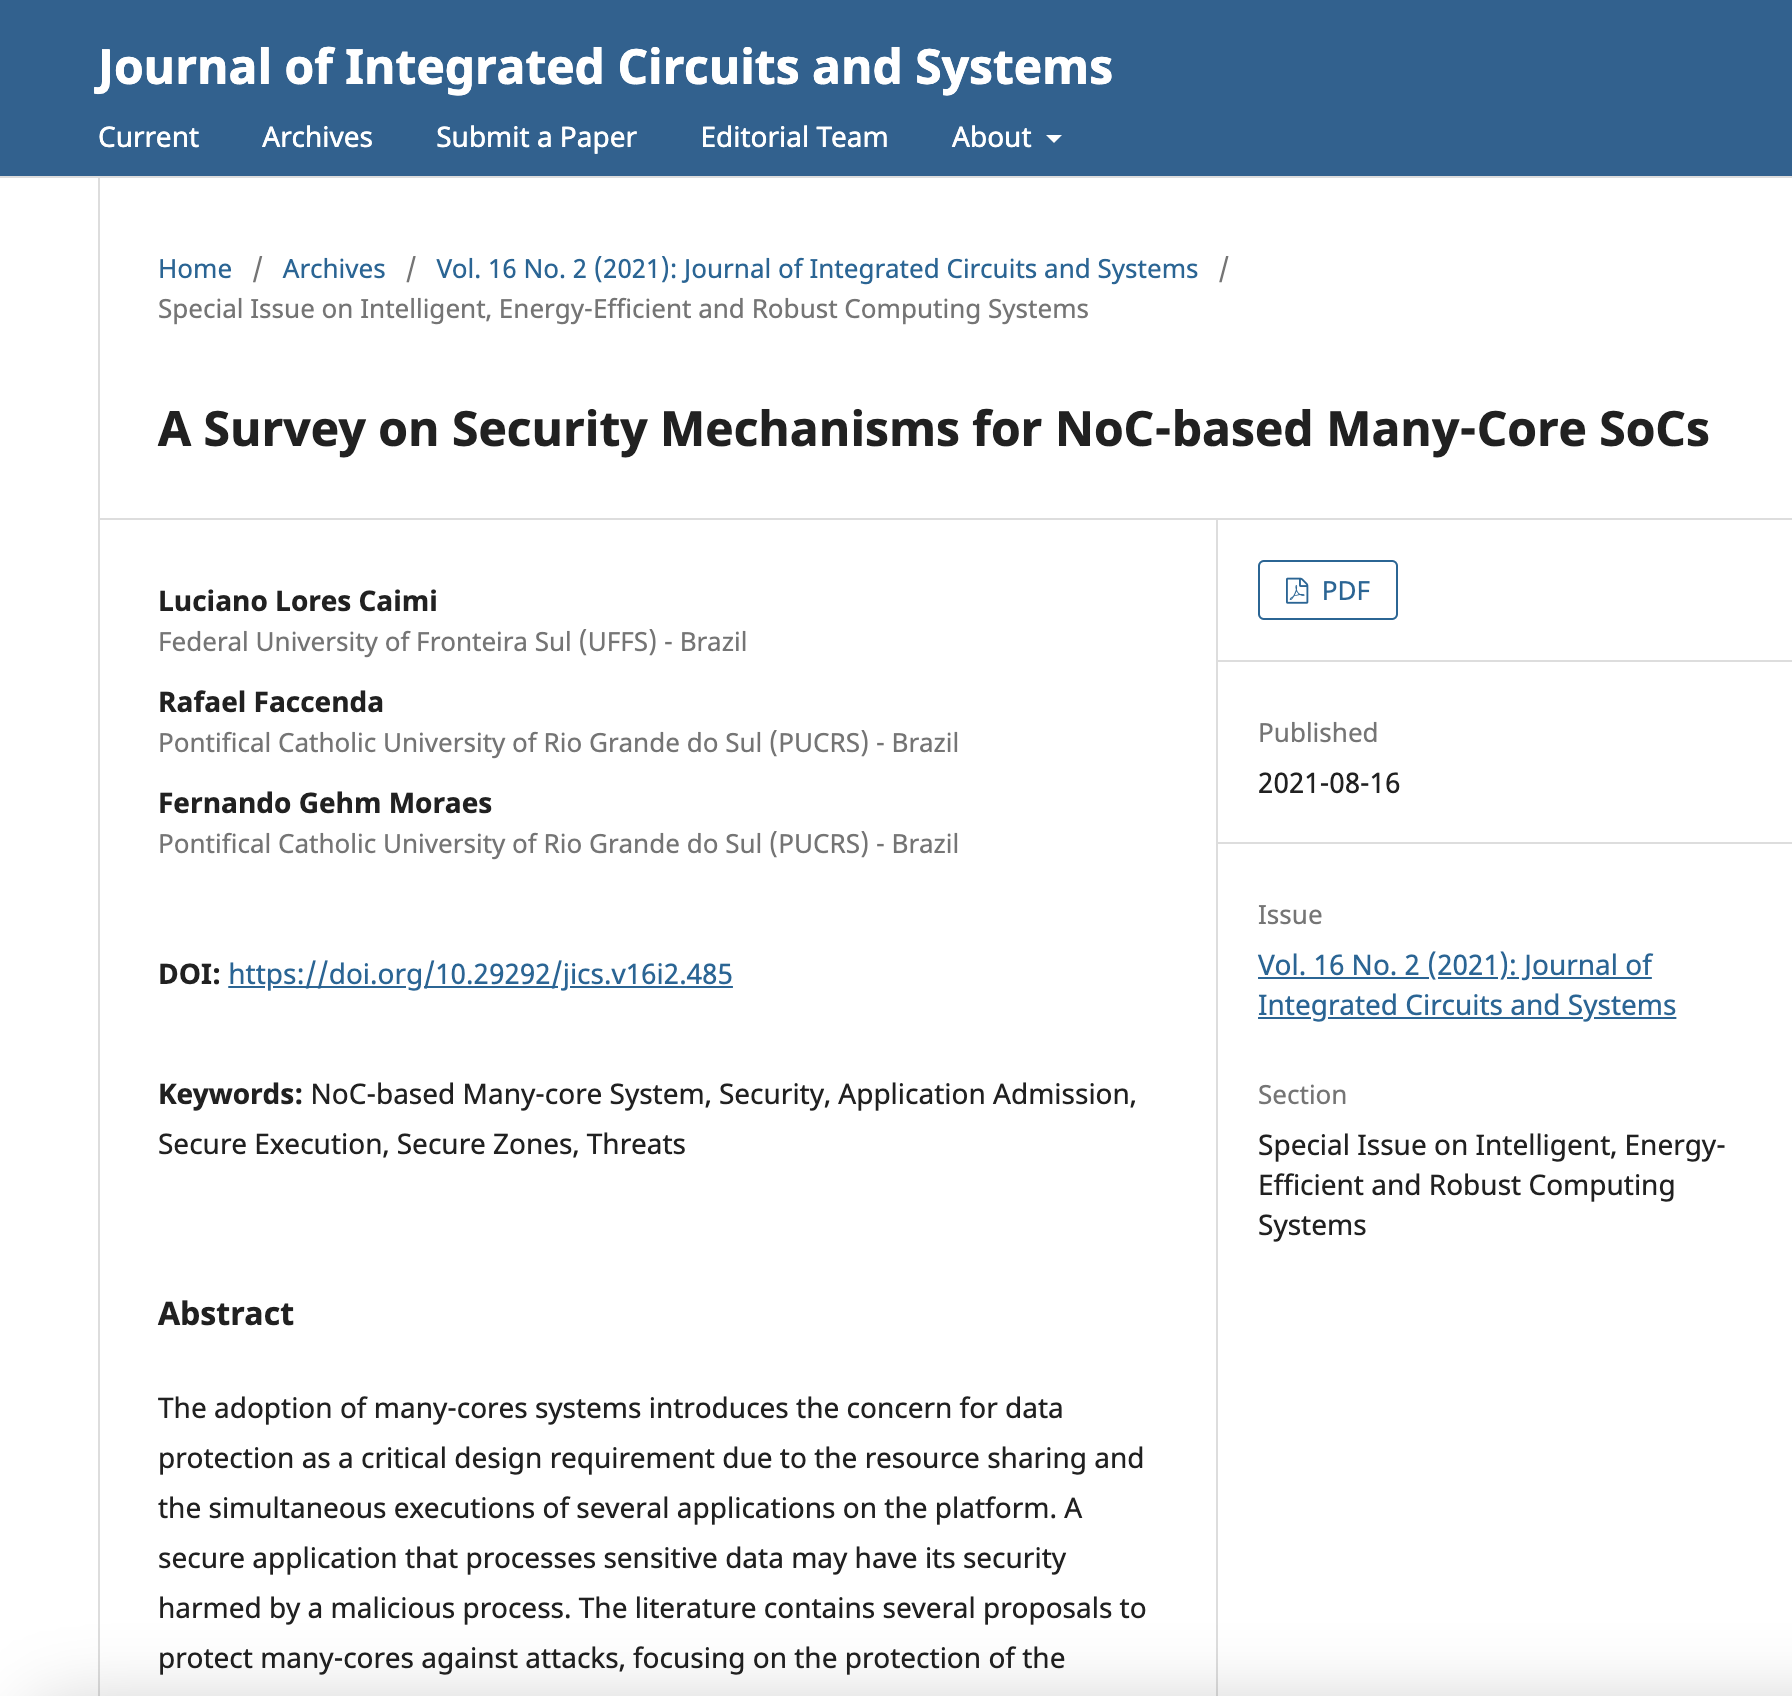 Journal of Integrated Circuits and Systems
Current Archives Submit a Paper Editorial Team About
Home / Archives / Vol. 16 No. 2 (2021): Journal of Integrated Circuits and Systems /
Special Issue on Intelligent, Energy-Efficient and Robust Computing Systems
A Survey on Security Mechanisms for NoC-based Many-Core SoCs
Luciano Lores Caimi
Federal University of Fronteira Sul (UFFS) - Brazil
Rafael Faccenda
Pontifical Catholic University of Rio Grande do Sul (PUCRS) - Brazil
Fernando Gehm Moraes
Pontifical Catholic University of Rio Grande do Sul (PUCRS) - Brazil
DOI: https://doi.org/10.29292/jics.v16i2.485
Keywords: NoC-based Many-core System, Security, Application Admission,
Secure Execution, Secure Zones, Threats
Abstract
The adoption of many-cores systems introduces the concern for data
protection as a critical design requirement due to the resource sharing and
the simultaneous executions of several applications on the platform. A
secure application that processes sensitive data may have its security
harmed by a malicious process. The literature contains several proposals to
protect many-cores against attacks, focusing on the protection of the
PDF
Published
2021-08-16
Issue
Vol. 16 No. 2 (2021): Journal of
Integrated Circuits and Systems
Section
Special Issue on Intelligent, Energy-
Efficient and Robust Computing
Systems